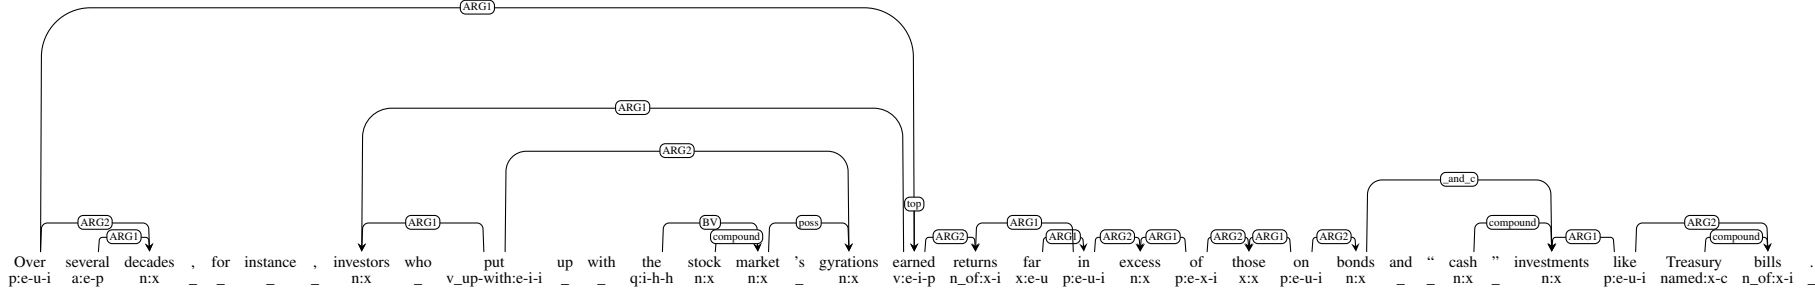 ARG1
ARG1
ARG2
_and_c
top
ARG2 ARG1 BV poss ARG1 compound ARG2
ARG1 compound ARG2 ARG1 ARG2 ARG1 ARG2 ARG1 ARG2 ARG1 compound
Over several decades , for instance , investors who put up with the stock market ’s gyrations earned returns far in excess of those on bonds and “ cash ” investments like Treasury bills .
p:e-u-i a:e-p n:x _ _ _ _ n:x _ v_up-with:e-i-i _ _ q:i-h-h n:x n:x _ n:x v:e-i-p n_of:x-i x:e-u p:e-u-i n:x p:e-x-i x:x p:e-u-i n:x _ _ n:x _ n:x p:e-u-i named:x-c n_of:x-i _